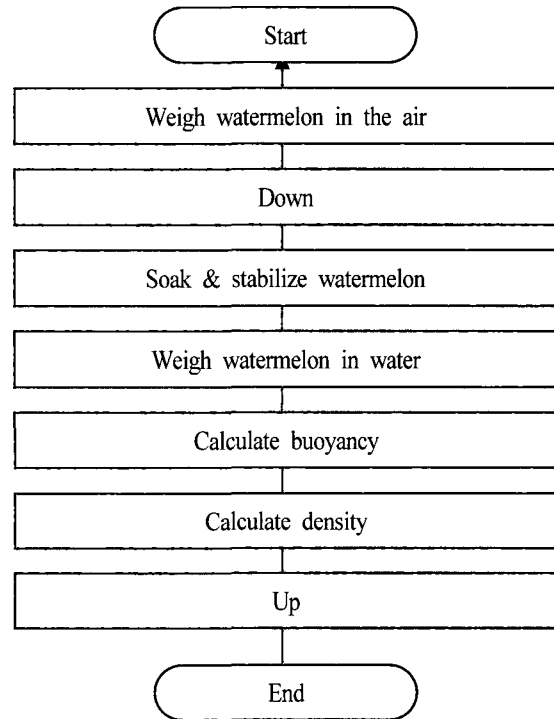 Start
Weigh watermelon in the air
Down
Soak & stabilize watermelon
Weigh watermelon in water
Calculate buoyancy
Calculate density
Up
End